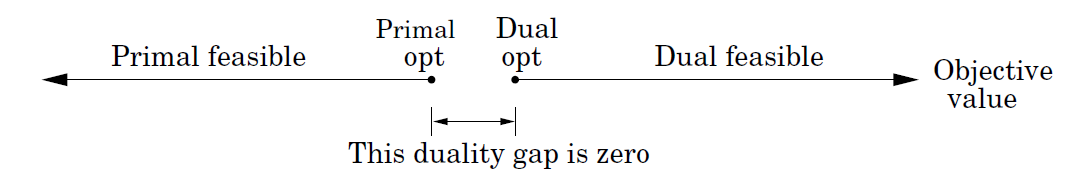 Primal
opt
Dual
opt
Primal feasible
Dual feasible
Objective
value
This duality gap is zero